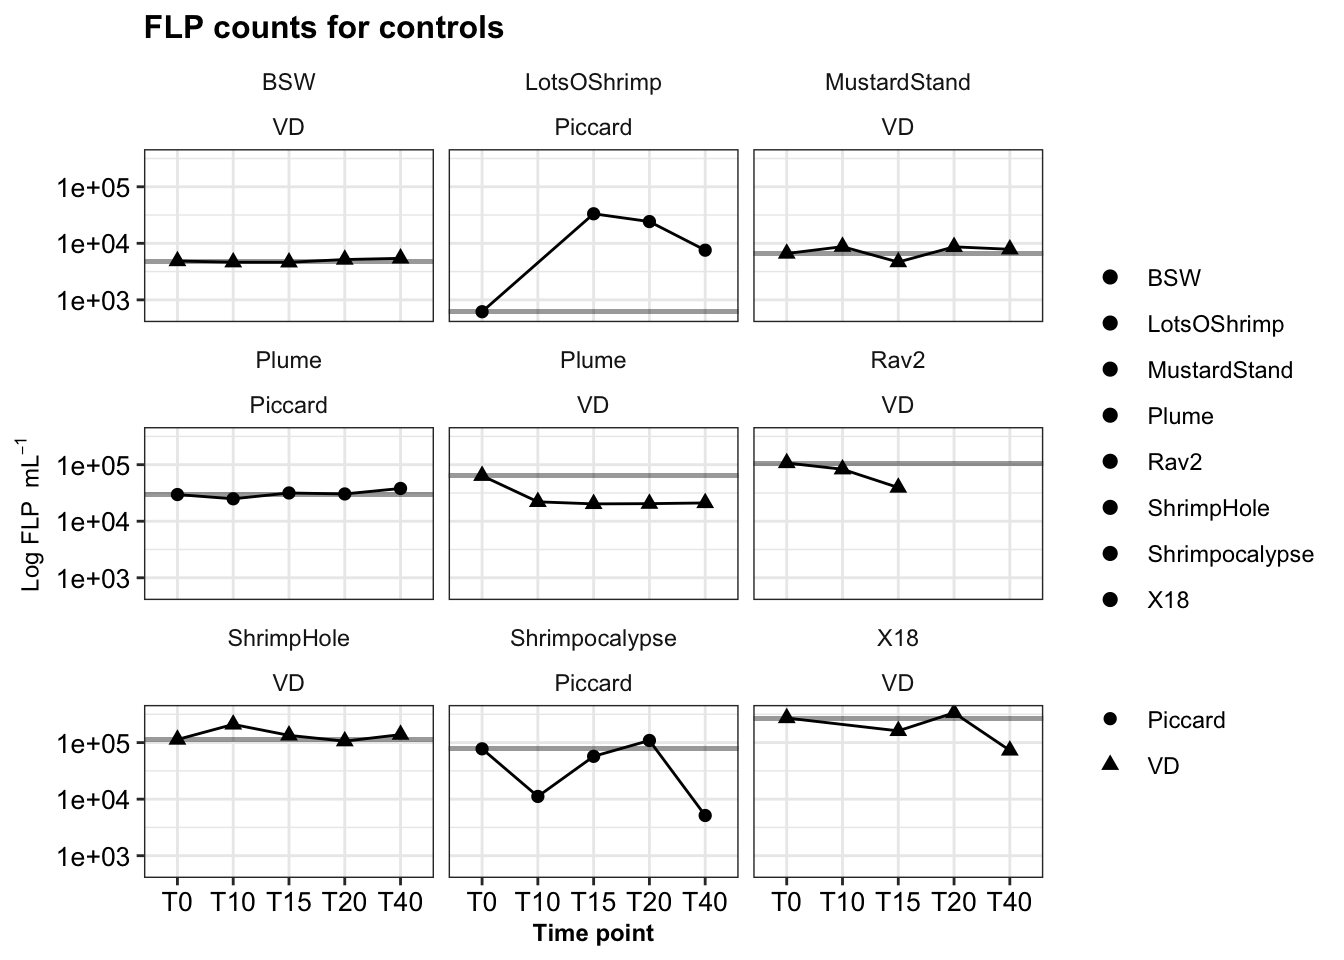 FLP counts for controls
BSW LotsOShrimp MustardStand
VD Piccard VD
1e+05
1e+04
1e+03
Plume Plume Rav2
Piccard VD VD
1e+05
1e+04
1e+03
ShrimpHole Shrimpocalypse X18
VD Piccard VD
1e+05
1e+04
1e+03
T0 T10 T15 T20 T40 T0 T10 T15 T20 T40 T0 T10 T15 T20 T40
Time point
Log FLP mL⁻¹
BSW
LotsOShrimp
MustardStand
Plume
Rav2
ShrimpHole
Shrimpocalypse
X18
Piccard
VD